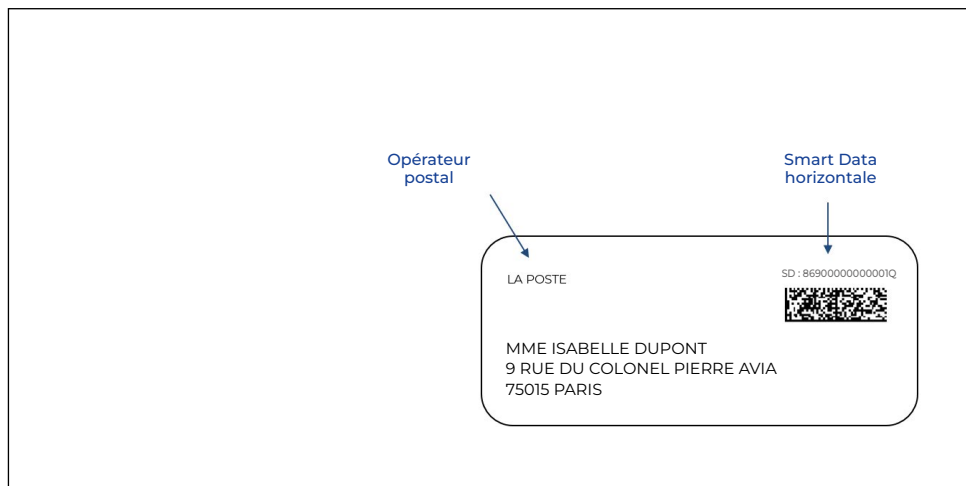 Opérateur
postal
Smart Data
horizontale
LA POSTE
SD : 86900000000001Q
MME ISABELLE DUPONT
9 RUE DU COLONEL PIERRE AVIA
75015 PARIS